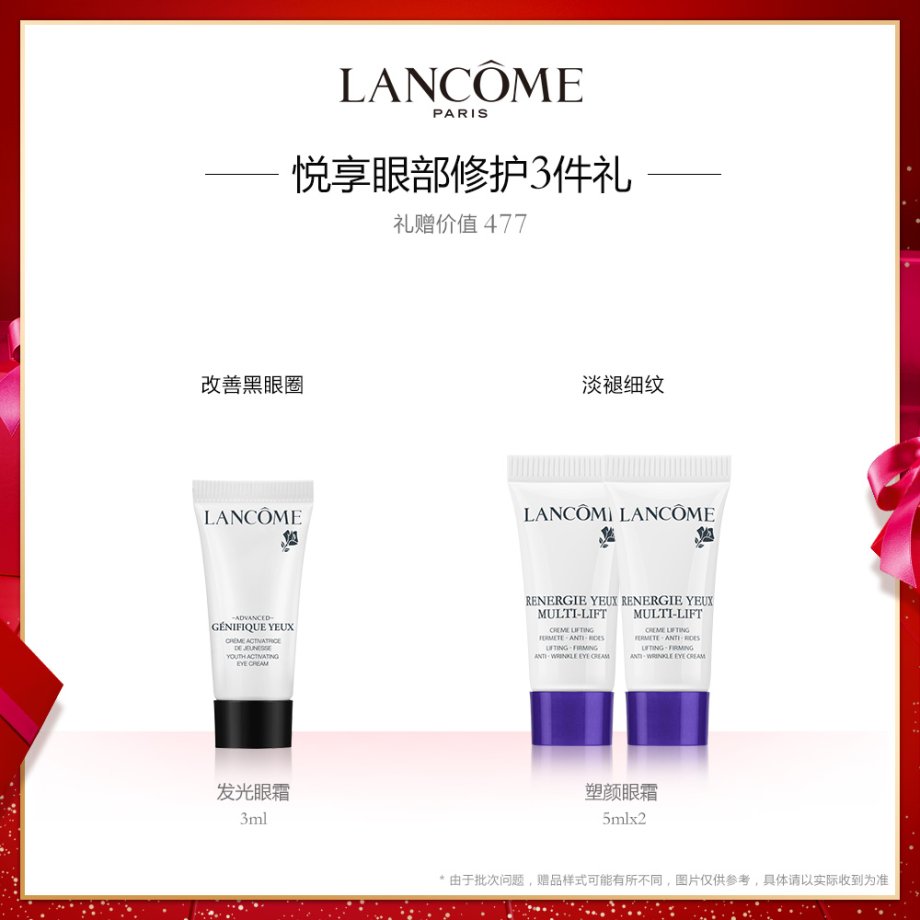 LANCÔME
PARIS
悦享眼部修护3件礼
礼赠价值 477
改善黑眼圈
淡褪细纹
LANCÔME
-ADVANCED-
GÉNIFIQUE YEUX
CRÈME ACTIVATRICE
DE JEUNESSE
YOUTH ACTIVATING
EYE CREAM
LANCÔM
RENERGIE YEUX
MULTI-LIFT
CREME LIFTING
FERMETE - ANTI - RIDES
LIFTING - FIRMING
ANTI - WRINKLE EYE CREAM
LANCÔME
RENERGIE YEUX
MULTI-LIFT
CREME LIFTING
FERMETE - ANTI - RIDES
LIFTING - FIRMING
ANTI - WRINKLE EYE CREAM
发光眼霜
3ml
塑颜眼霜
5mlx2
* 由于批次问题，赠品样式可能有所不同，图片仅供参考，具体请以实际收到为准